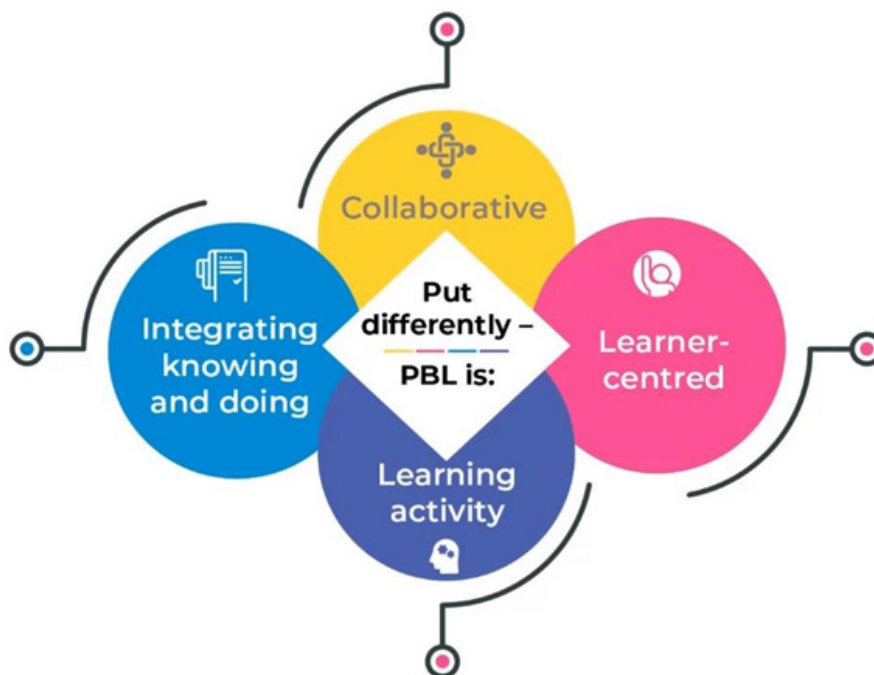 Collaborative
Put
differently –
PBL is:
Integrating
knowing
and doing
Learner-
centred
Learning
activity